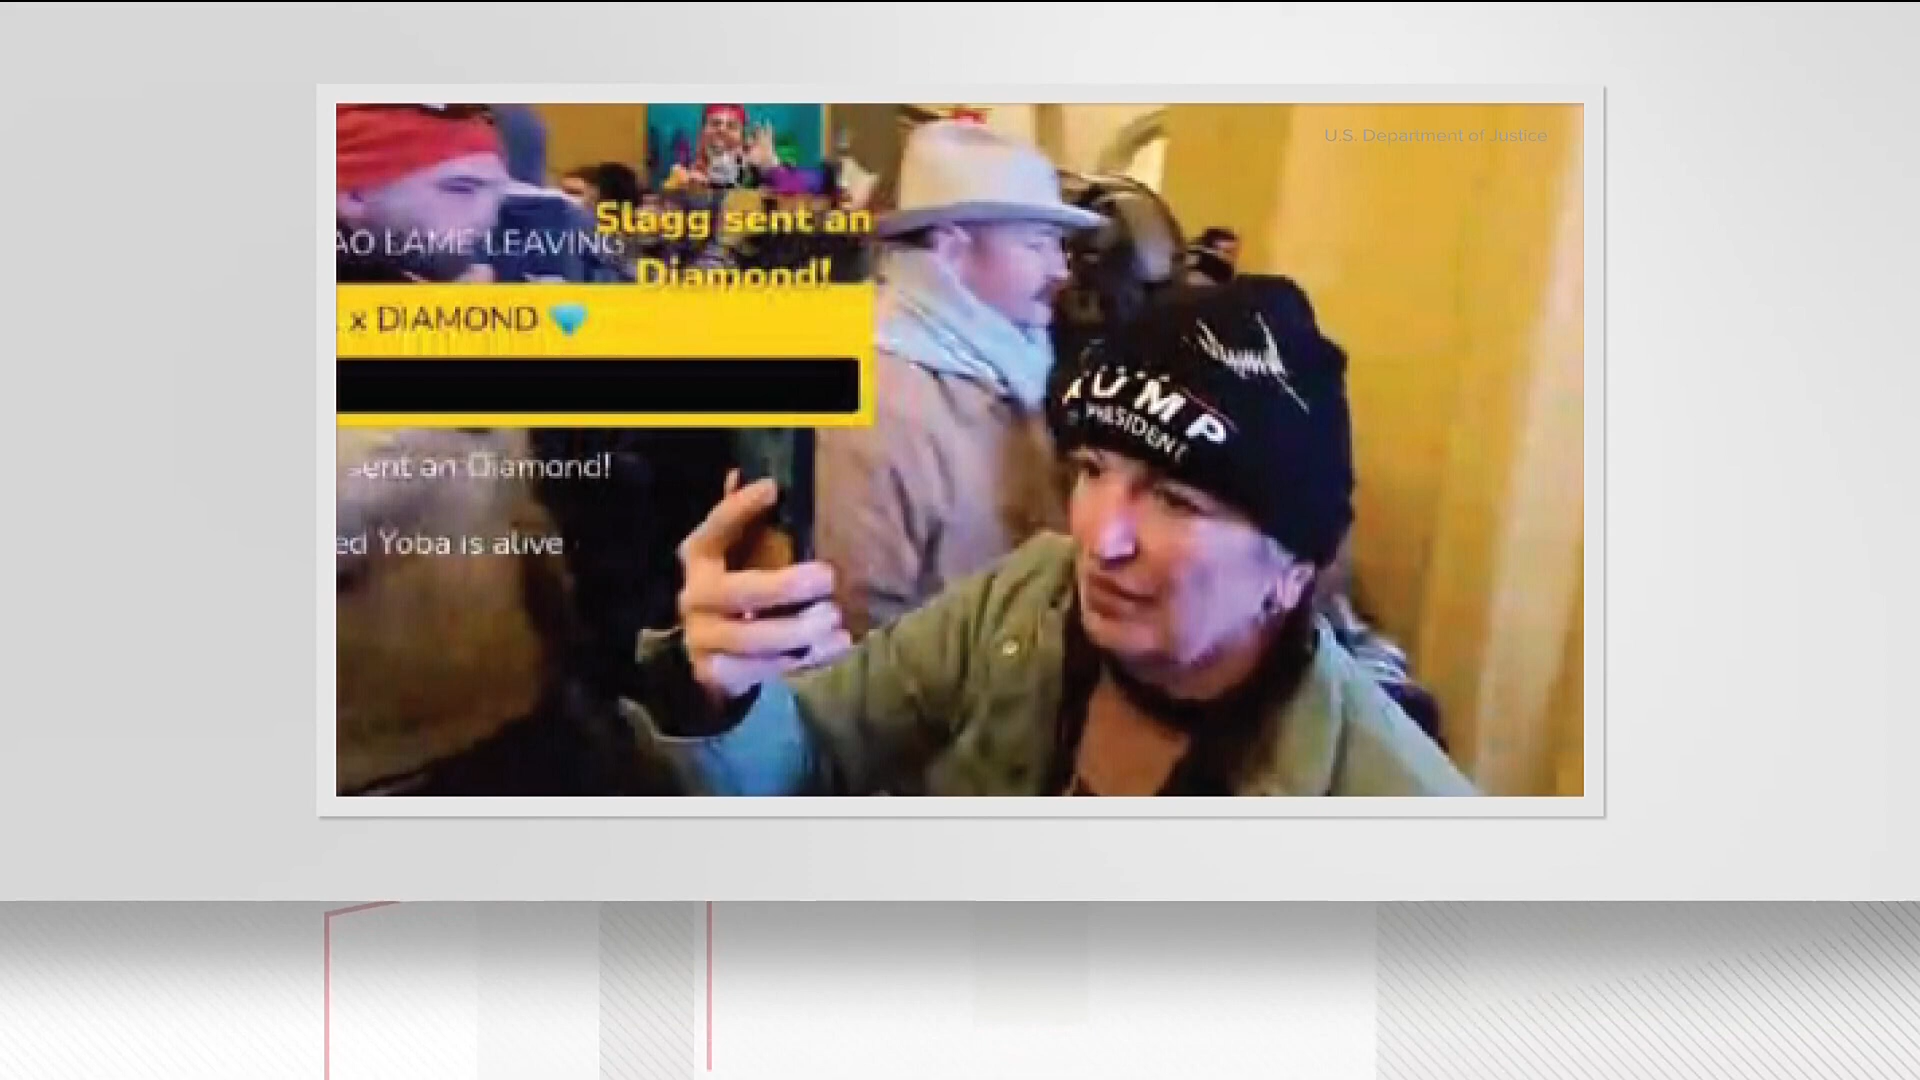 U.S. Department of Justice
Slagg sent an
AO LAME LEAVING
Diamond!
x DIAMOND
sent an Diamond!
ed Yoba is alive
UMP
PRESIDENT